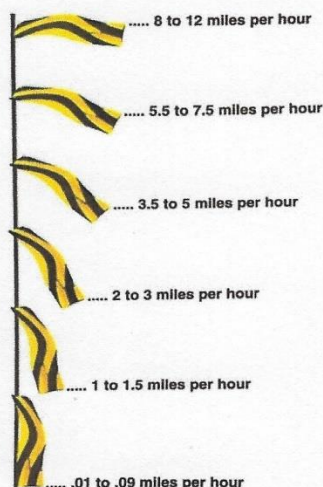 ..... 8 to 12 miles per hour
..... 5.5 to 7.5 miles per hour
..... 3.5 to 5 miles per hour
..... 2 to 3 miles per hour
..... 1 to 1.5 miles per hour
..... .01 to .09 miles per hour